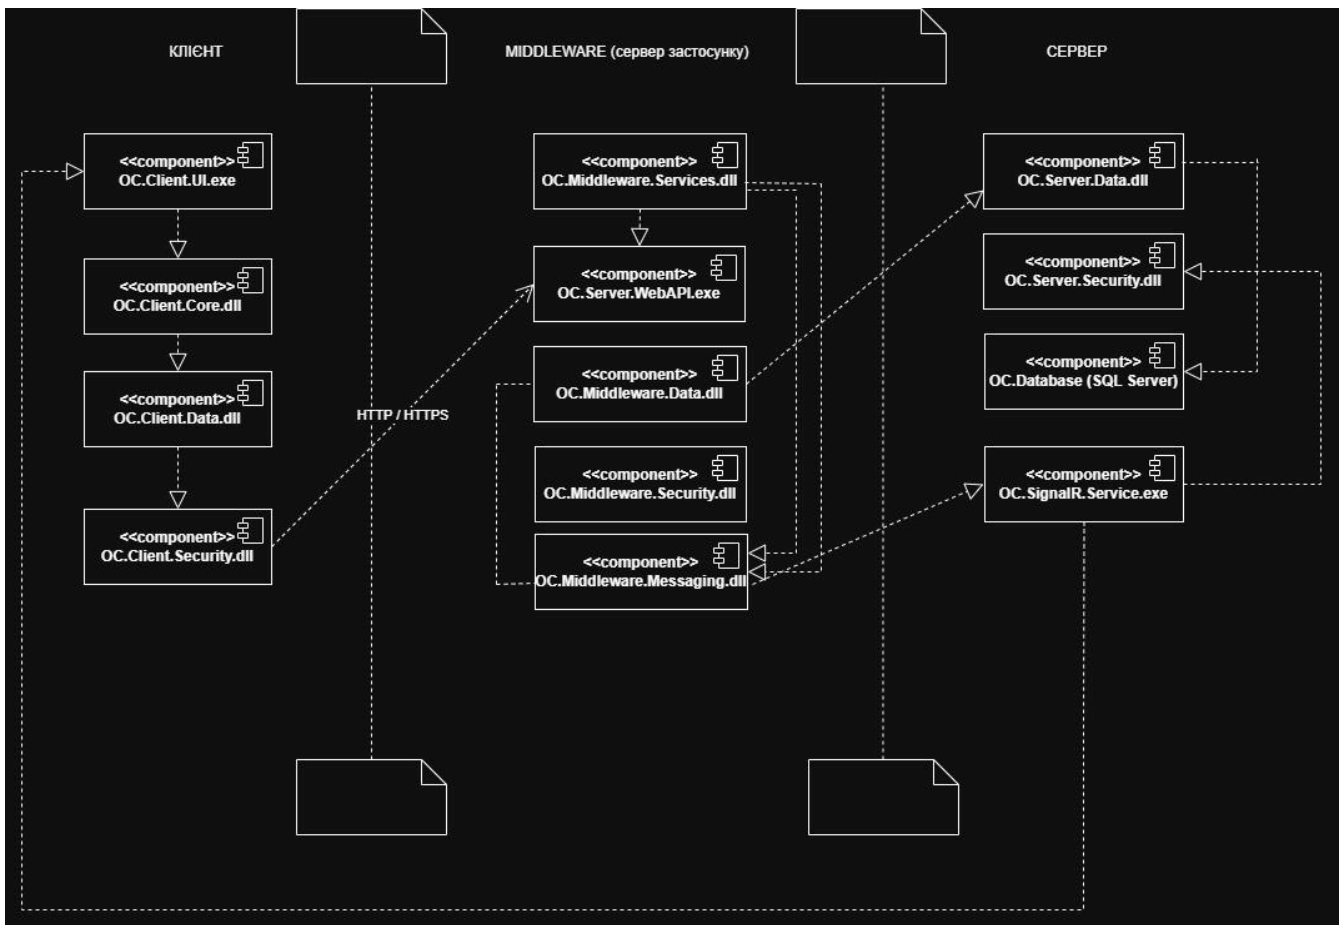 КЛІЄНТ
MIDDLEWARE (сервер застосунку)
СЕРВЕР
<<component>>
OC.Client.UI.exe
<<component>>
OC.Client.Core.dll
<<component>>
OC.Client.Data.dll
<<component>>
OC.Client.Security.dll
HTTP / HTTPS
<<component>>
OC.Middleware.Services.dll
<<component>>
OC.Server.WebAPI.exe
<<component>>
OC.Middleware.Data.dll
<<component>>
OC.Middleware.Security.dll
<<component>>
OC.Middleware.Messaging.dll
<<component>>
OC.Server.Data.dll
<<component>>
OC.Server.Security.dll
<<component>>
OC.Database (SQL Server)
<<component>>
OC.SignalR.Service.exe